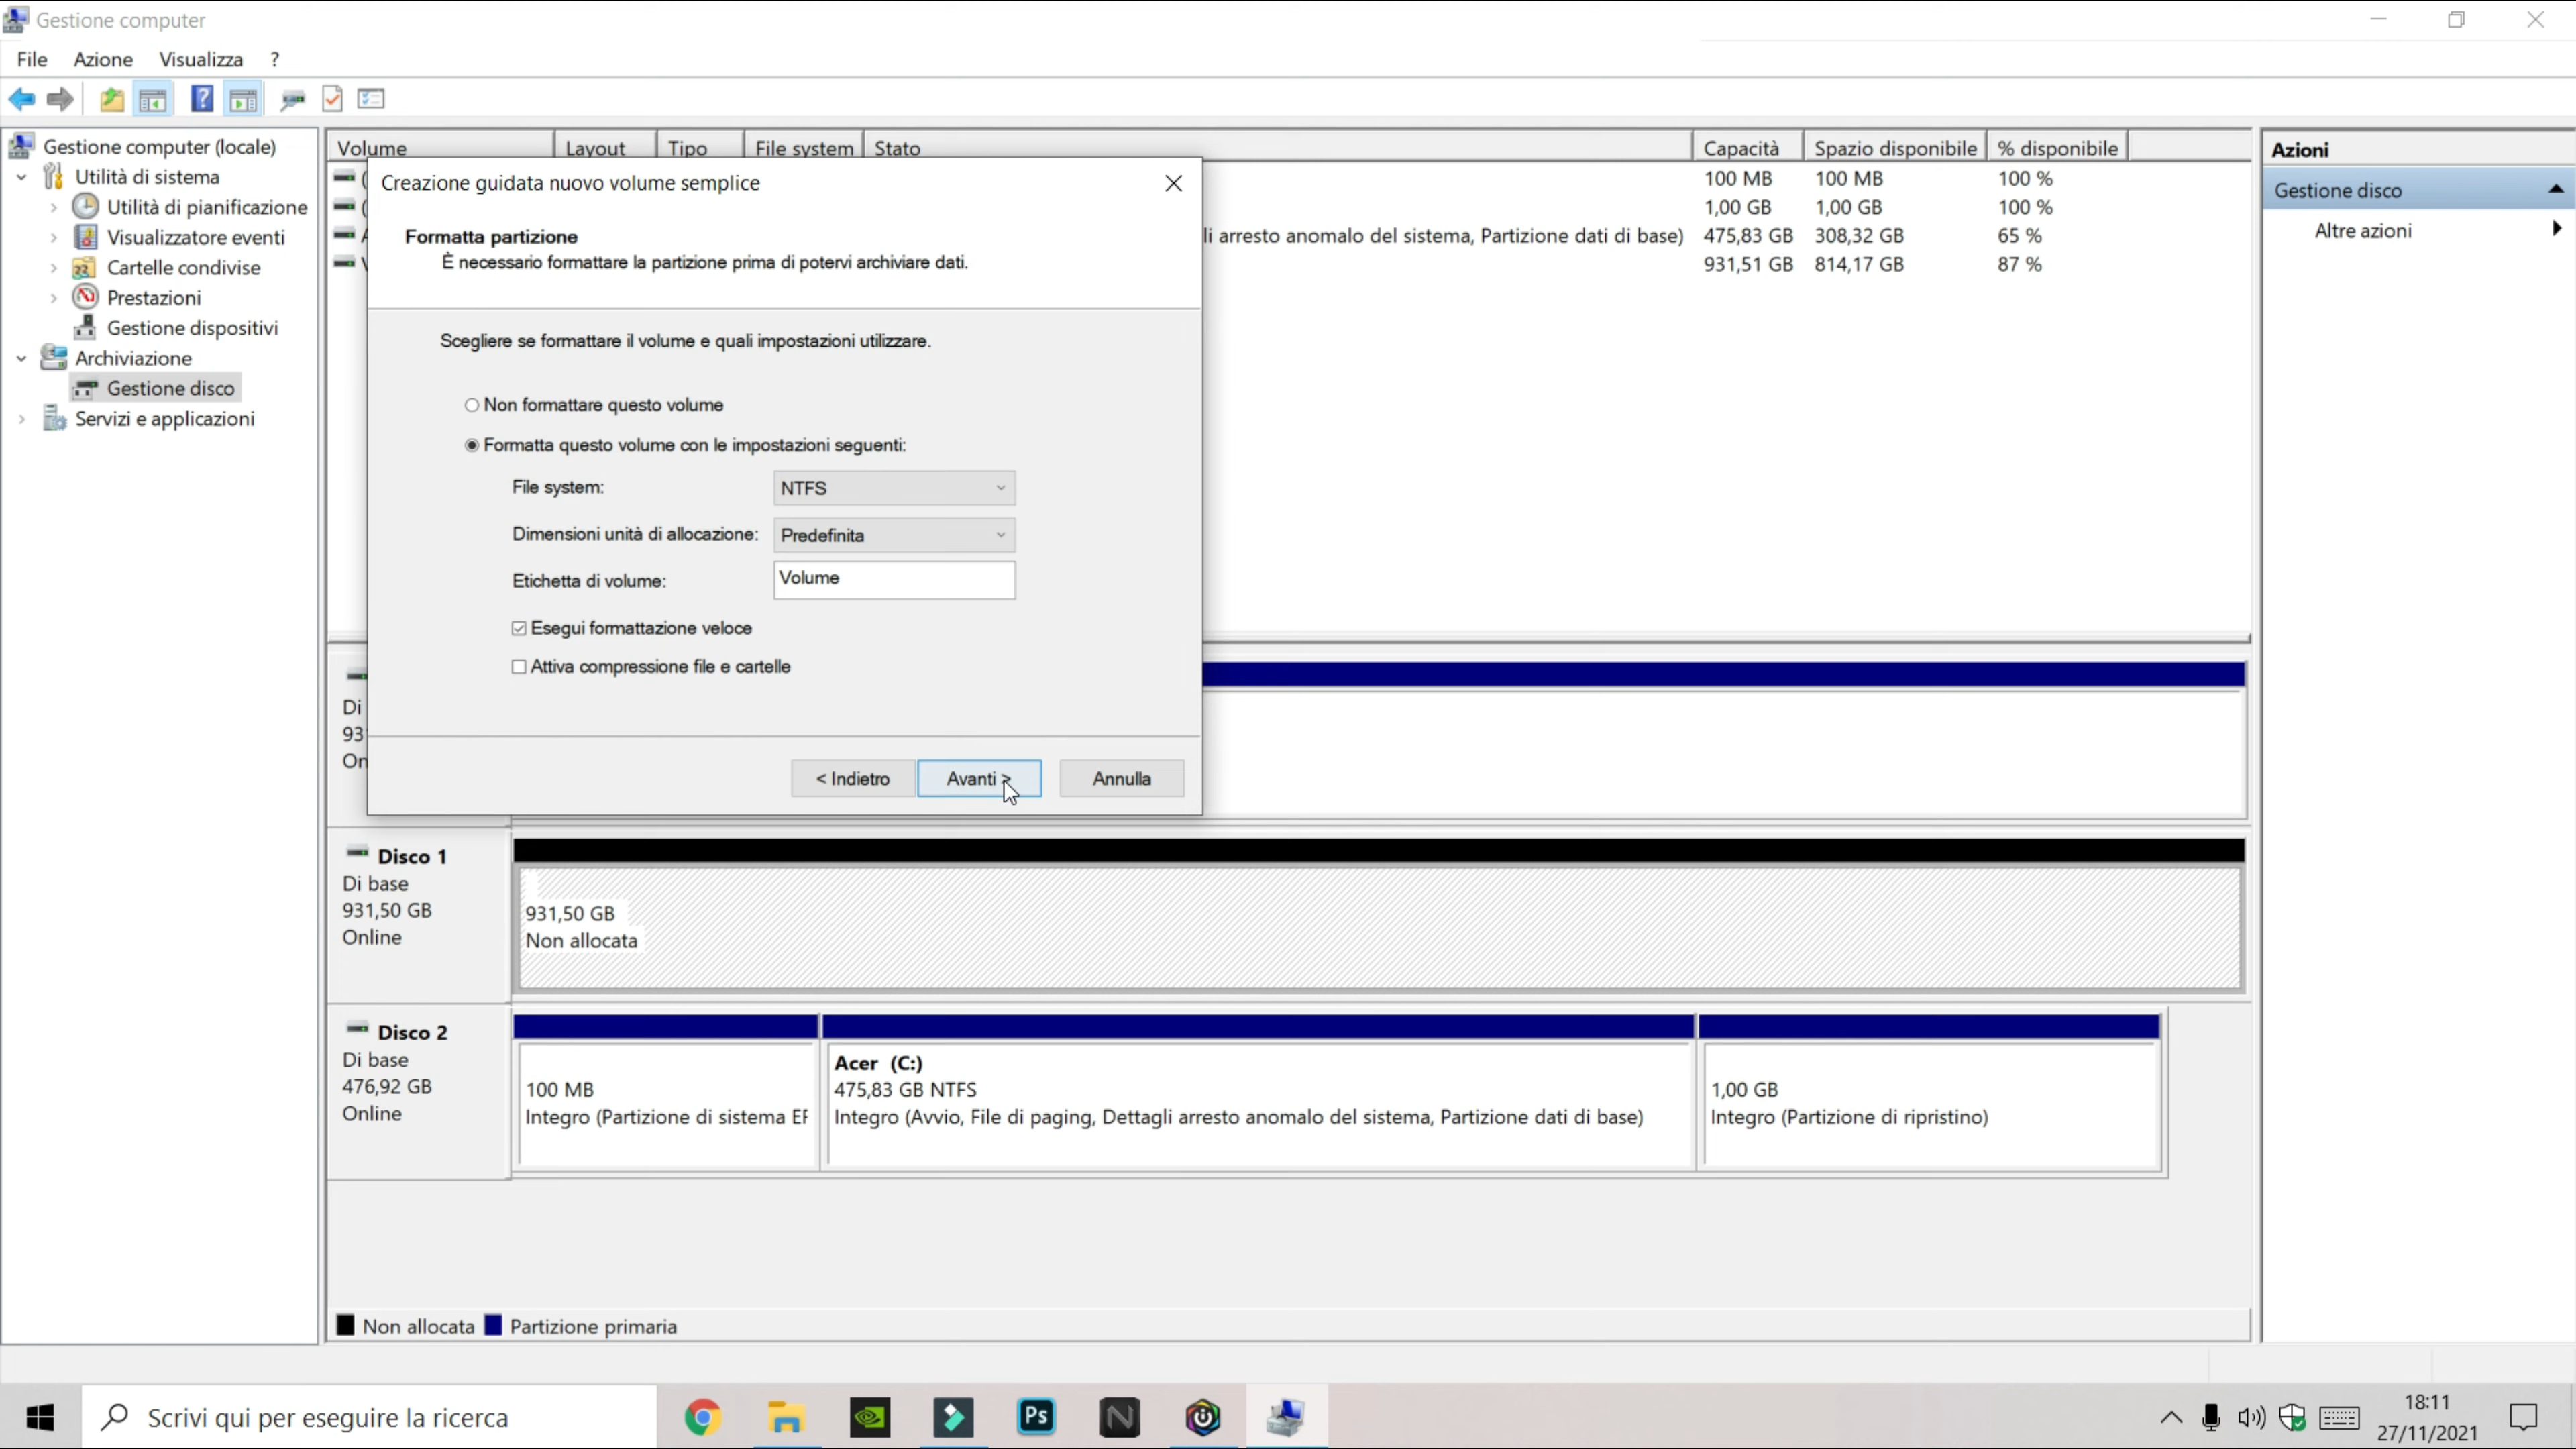 Gestione computer
File Azione Visualizza ?
Gestione computer (locale)
Utilità di sistema
Utilità di pianificazione
Visualizzatore eventi
Cartelle condivise
Prestazioni
Gestione dispositivi
Archiviazione
Gestione disco
Servizi e applicazioni
Volume Layout Tipo File system Stato Capacità Spazio disponibile % disponibile
100 MB 100 MB 100 %
1,00 GB 1,00 GB 100 %
li arresto anomalo del sistema, Partizione dati di base) 475,83 GB 308,32 GB 65 %
931,51 GB 814,17 GB 87 %
Azioni
Gestione disco
Altre azioni
Creazione guidata nuovo volume semplice
Formatta partizione
È necessario formattare la partizione prima di potervi archiviare dati.
Scegliere se formattare il volume e quali impostazioni utilizzare.
Non formattare questo volume
Formatta questo volume con le impostazioni seguenti:
File system: NTFS
Dimensioni unità di allocazione: Predefinita
Etichetta di volume: Volume
Esegui formattazione veloce
Attiva compressione file e cartelle
< Indietro Avanti > Annulla
Di
93
On
Disco 1
Di base
931,50 GB
Online
931,50 GB
Non allocata
Disco 2
Di base
476,92 GB
Online
100 MB
Integro (Partizione di sistema EF
Acer (C:)
475,83 GB NTFS
Integro (Avvio, File di paging, Dettagli arresto anomalo del sistema, Partizione dati di base)
1,00 GB
Integro (Partizione di ripristino)
Non allocata Partizione primaria
Scrivi qui per eseguire la ricerca
Ps
N
18:11
27/11/2021